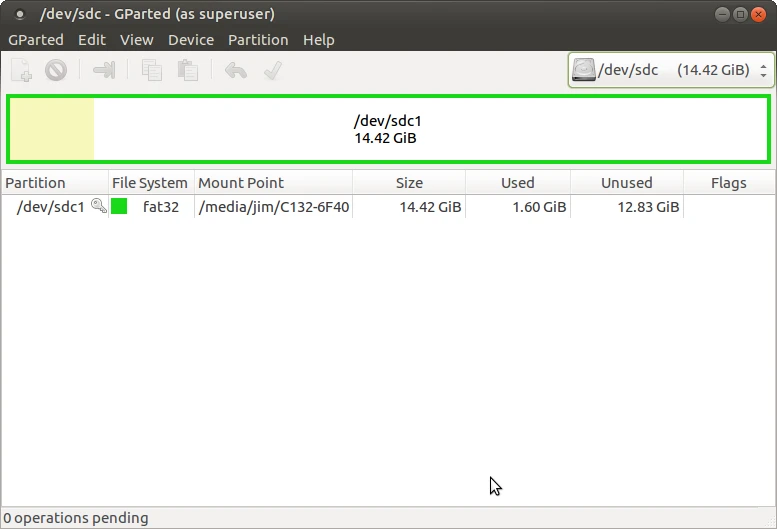 /dev/sdc - GParted (as superuser)
GParted Edit View Device Partition Help
/dev/sdc (14.42 GiB)
/dev/sdc1
14.42 GiB
Partition File System Mount Point Size Used Unused Flags
/dev/sdc1 fat32 /media/jim/C132-6F40 14.42 GiB 1.60 GiB 12.83 GiB
0 operations pending